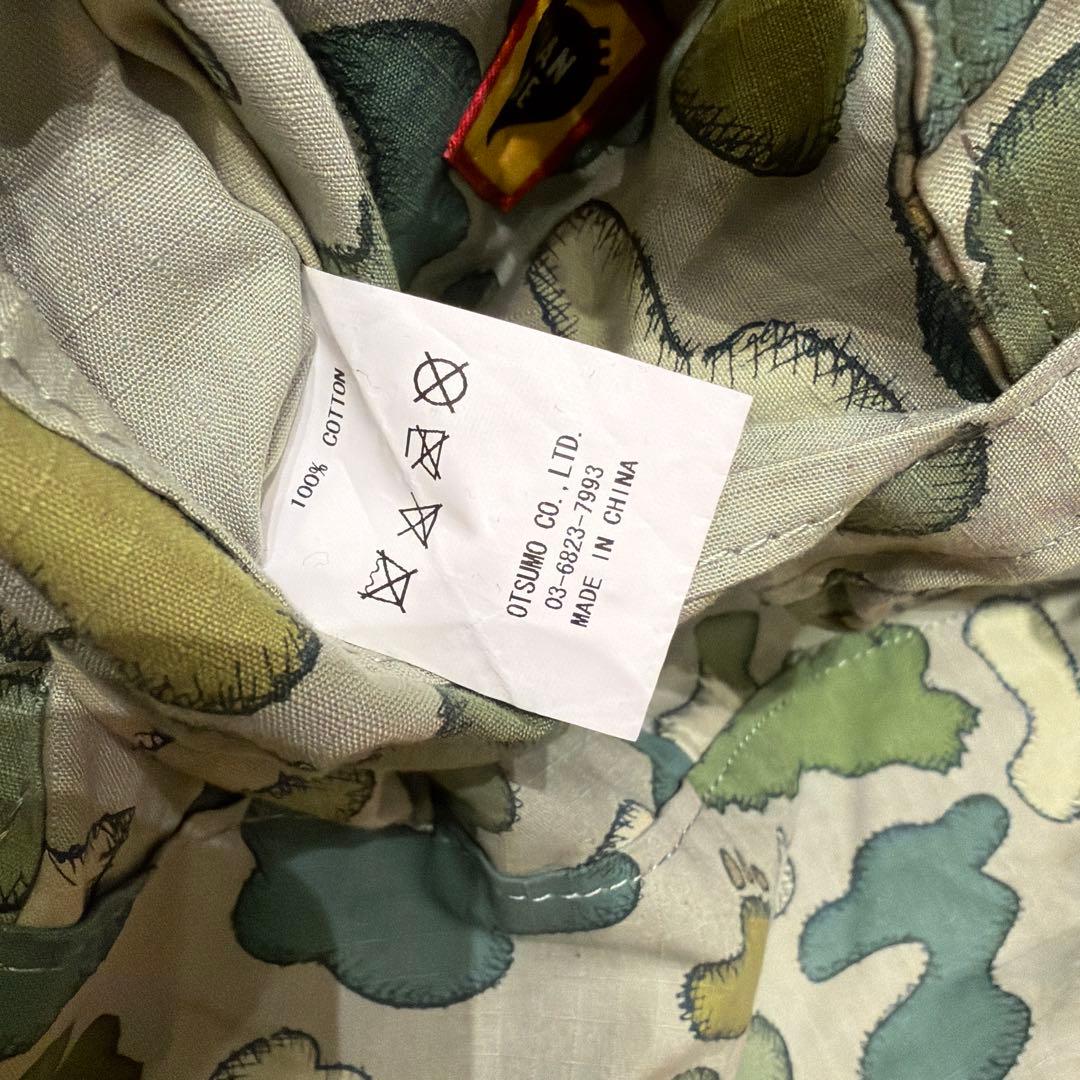 100% COTTON
OTSUMO CO.,LTD.
03-6823-7993
MADE IN CHINA